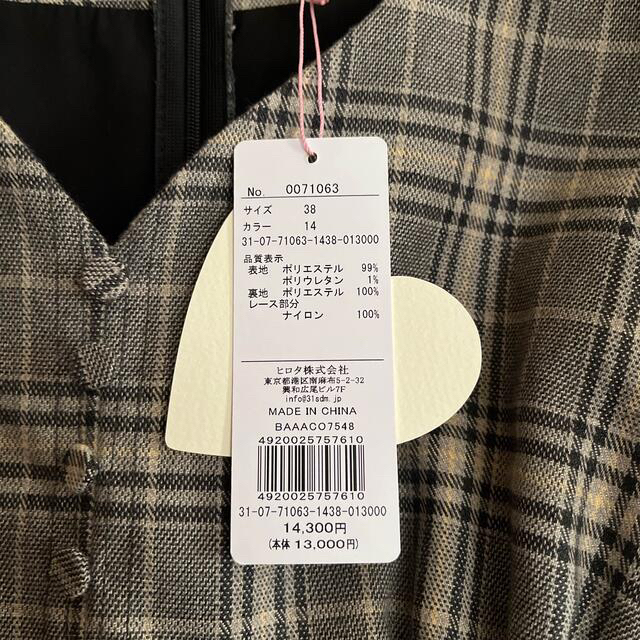 No. 0071063
サイズ 38
カラー 14
31-07-71063-1438-013000
品質表示
表地 ポリエステル 99%
ポリウレタン 1%
裏地 ポリエステル 100%
レース部分
ナイロン 100%
ヒロタ株式会社
東京都港区南麻布5-2-32
興和広尾ビル7F
info@31sdm.jp
MADE IN CHINA
BAAACO7548
4920025757610
4920025757610
31-07-71063-1438-013000
14,300円
(本体 13,000円)